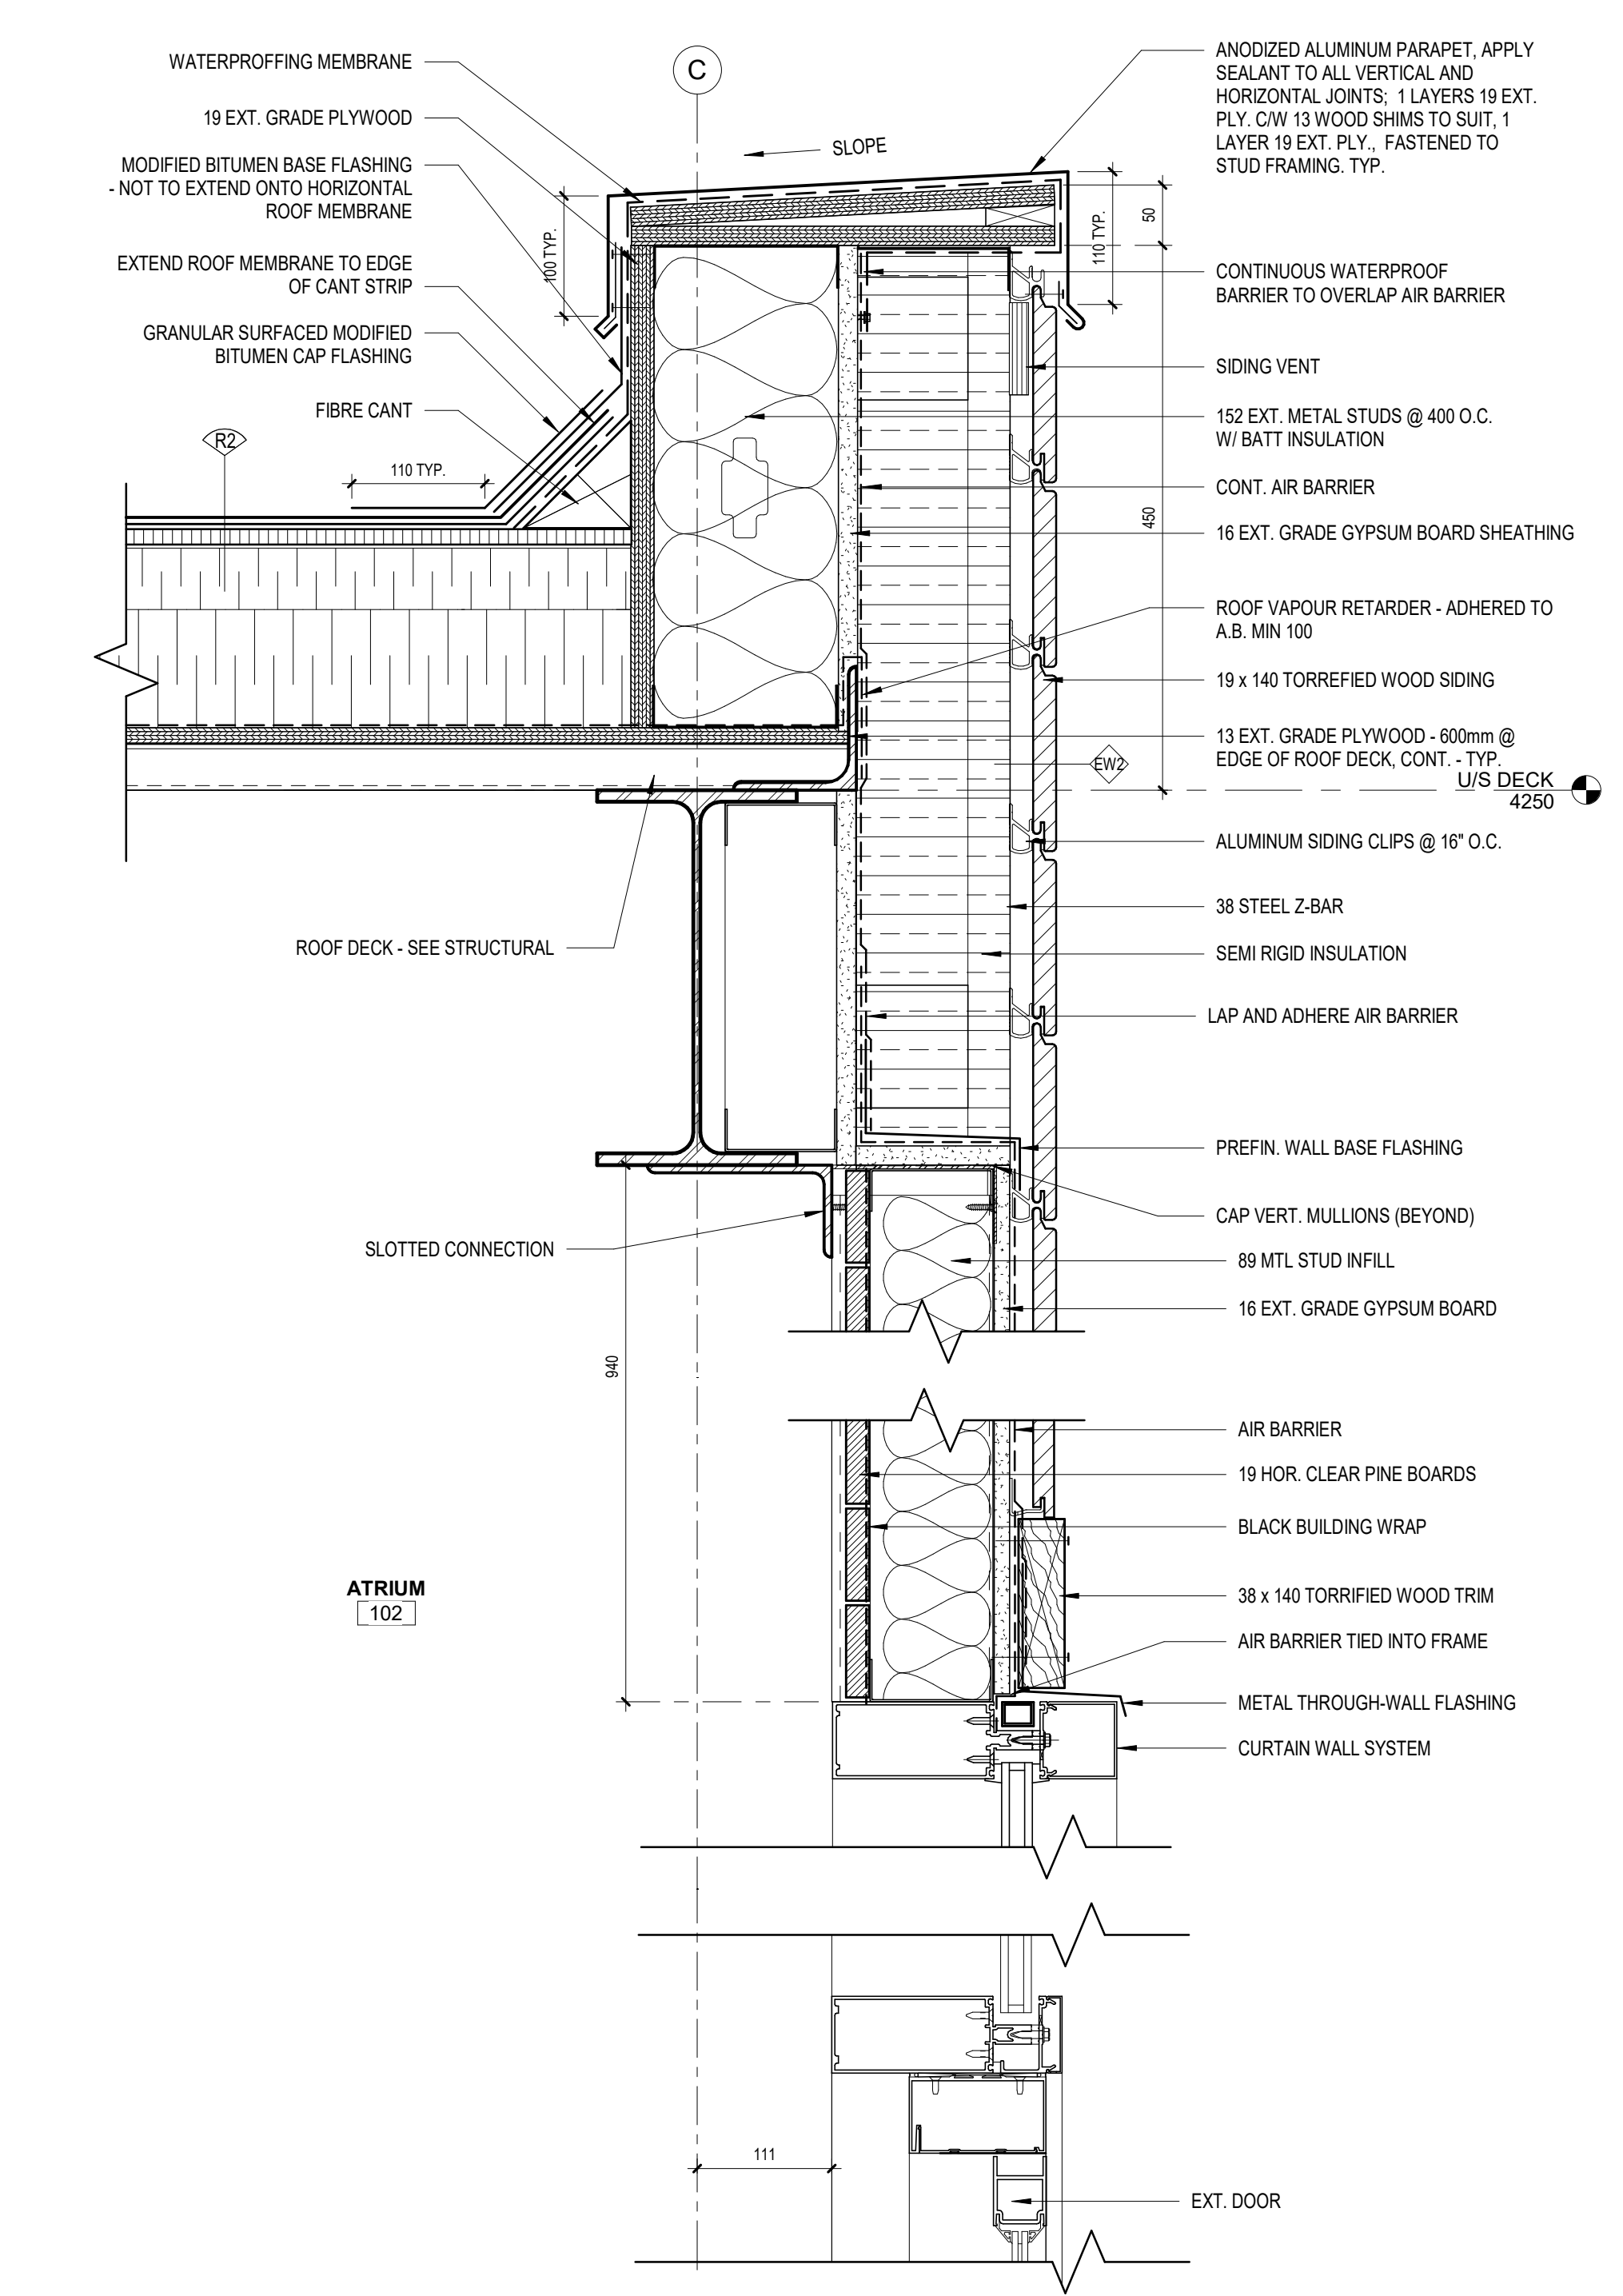 WATERPROFFING MEMBRANE
19 EXT. GRADE PLYWOOD
MODIFIED BITUMEN BASE FLASHING
- NOT TO EXTEND ONTO HORIZONTAL
ROOF MEMBRANE
EXTEND ROOF MEMBRANE TO EDGE
OF CANT STRIP
GRANULAR SURFACED MODIFIED
BITUMEN CAP FLASHING
FIBRE CANT
R2
110 TYP.
C
SLOPE
100 TYP.
110 TYP.
50
450
ANODIZED ALUMINUM PARAPET, APPLY
SEALANT TO ALL VERTICAL AND
HORIZONTAL JOINTS; 1 LAYERS 19 EXT.
PLY. C/W 13 WOOD SHIMS TO SUIT, 1
LAYER 19 EXT. PLY., FASTENED TO
STUD FRAMING. TYP.
CONTINUOUS WATERPROOF
BARRIER TO OVERLAP AIR BARRIER
SIDING VENT
152 EXT. METAL STUDS @ 400 O.C.
W/ BATT INSULATION
CONT. AIR BARRIER
16 EXT. GRADE GYPSUM BOARD SHEATHING
ROOF VAPOUR RETARDER - ADHERED TO
A.B. MIN 100
19 x 140 TORREFIED WOOD SIDING
13 EXT. GRADE PLYWOOD - 600mm @
EDGE OF ROOF DECK, CONT. - TYP.
EW2
U/S DECK
4250
ALUMINUM SIDING CLIPS @ 16" O.C.
38 STEEL Z-BAR
ROOF DECK - SEE STRUCTURAL
SEMI RIGID INSULATION
LAP AND ADHERE AIR BARRIER
PREFIN. WALL BASE FLASHING
CAP VERT. MULLIONS (BEYOND)
SLOTTED CONNECTION
89 MTL STUD INFILL
16 EXT. GRADE GYPSUM BOARD
940
AIR BARRIER
19 HOR. CLEAR PINE BOARDS
BLACK BUILDING WRAP
ATRIUM
102
38 x 140 TORRIFIED WOOD TRIM
AIR BARRIER TIED INTO FRAME
METAL THROUGH-WALL FLASHING
CURTAIN WALL SYSTEM
111
EXT. DOOR